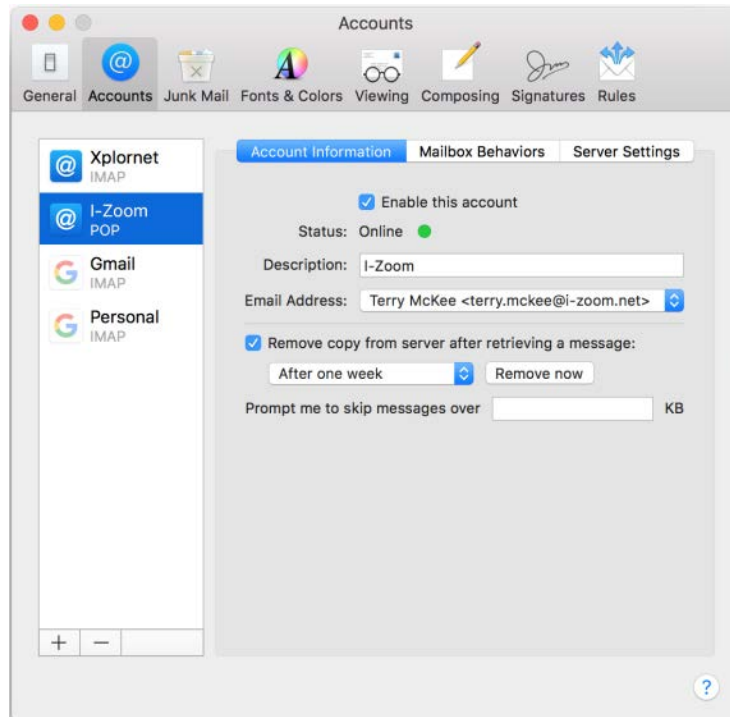 Accounts
General Accounts Junk Mail Fonts & Colors Viewing Composing Signatures Rules
Xplornet
IMAP
I-Zoom
POP
Gmail
IMAP
Personal
IMAP
Account Information Mailbox Behaviors Server Settings
Enable this account
Status: Online
Description: I-Zoom
Email Address: Terry McKee <terry.mckee@i-zoom.net>
Remove copy from server after retrieving a message:
After one week Remove now
Prompt me to skip messages over KB
+ −
?